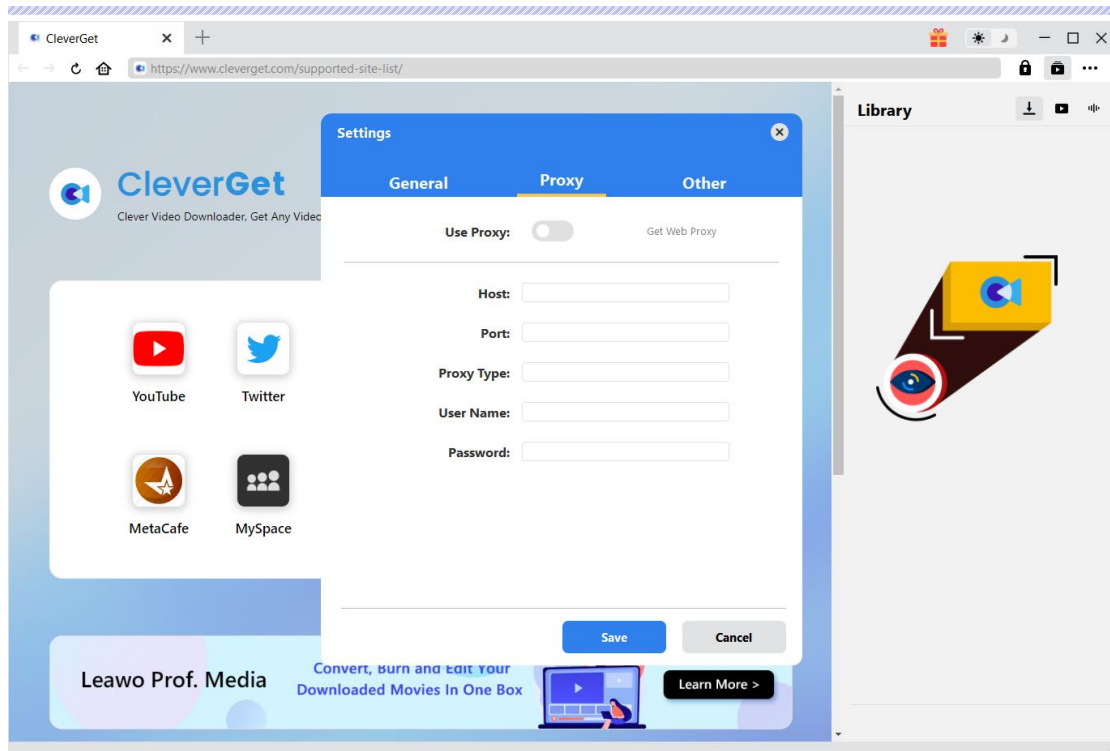 CleverGet
https://www.cleverget.com/supported-site-list/
Library
Settings
General Proxy Other
CleverGet
Clever Video Downloader. Get Any Video
Use Proxy: Get Web Proxy
Host:
Port:
Proxy Type:
User Name:
Password:
YouTube Twitter
MetaCafe MySpace
Save Cancel
Leawo Prof. Media
Convert, Burn and Edit Your
Downloaded Movies In One Box
Learn More >